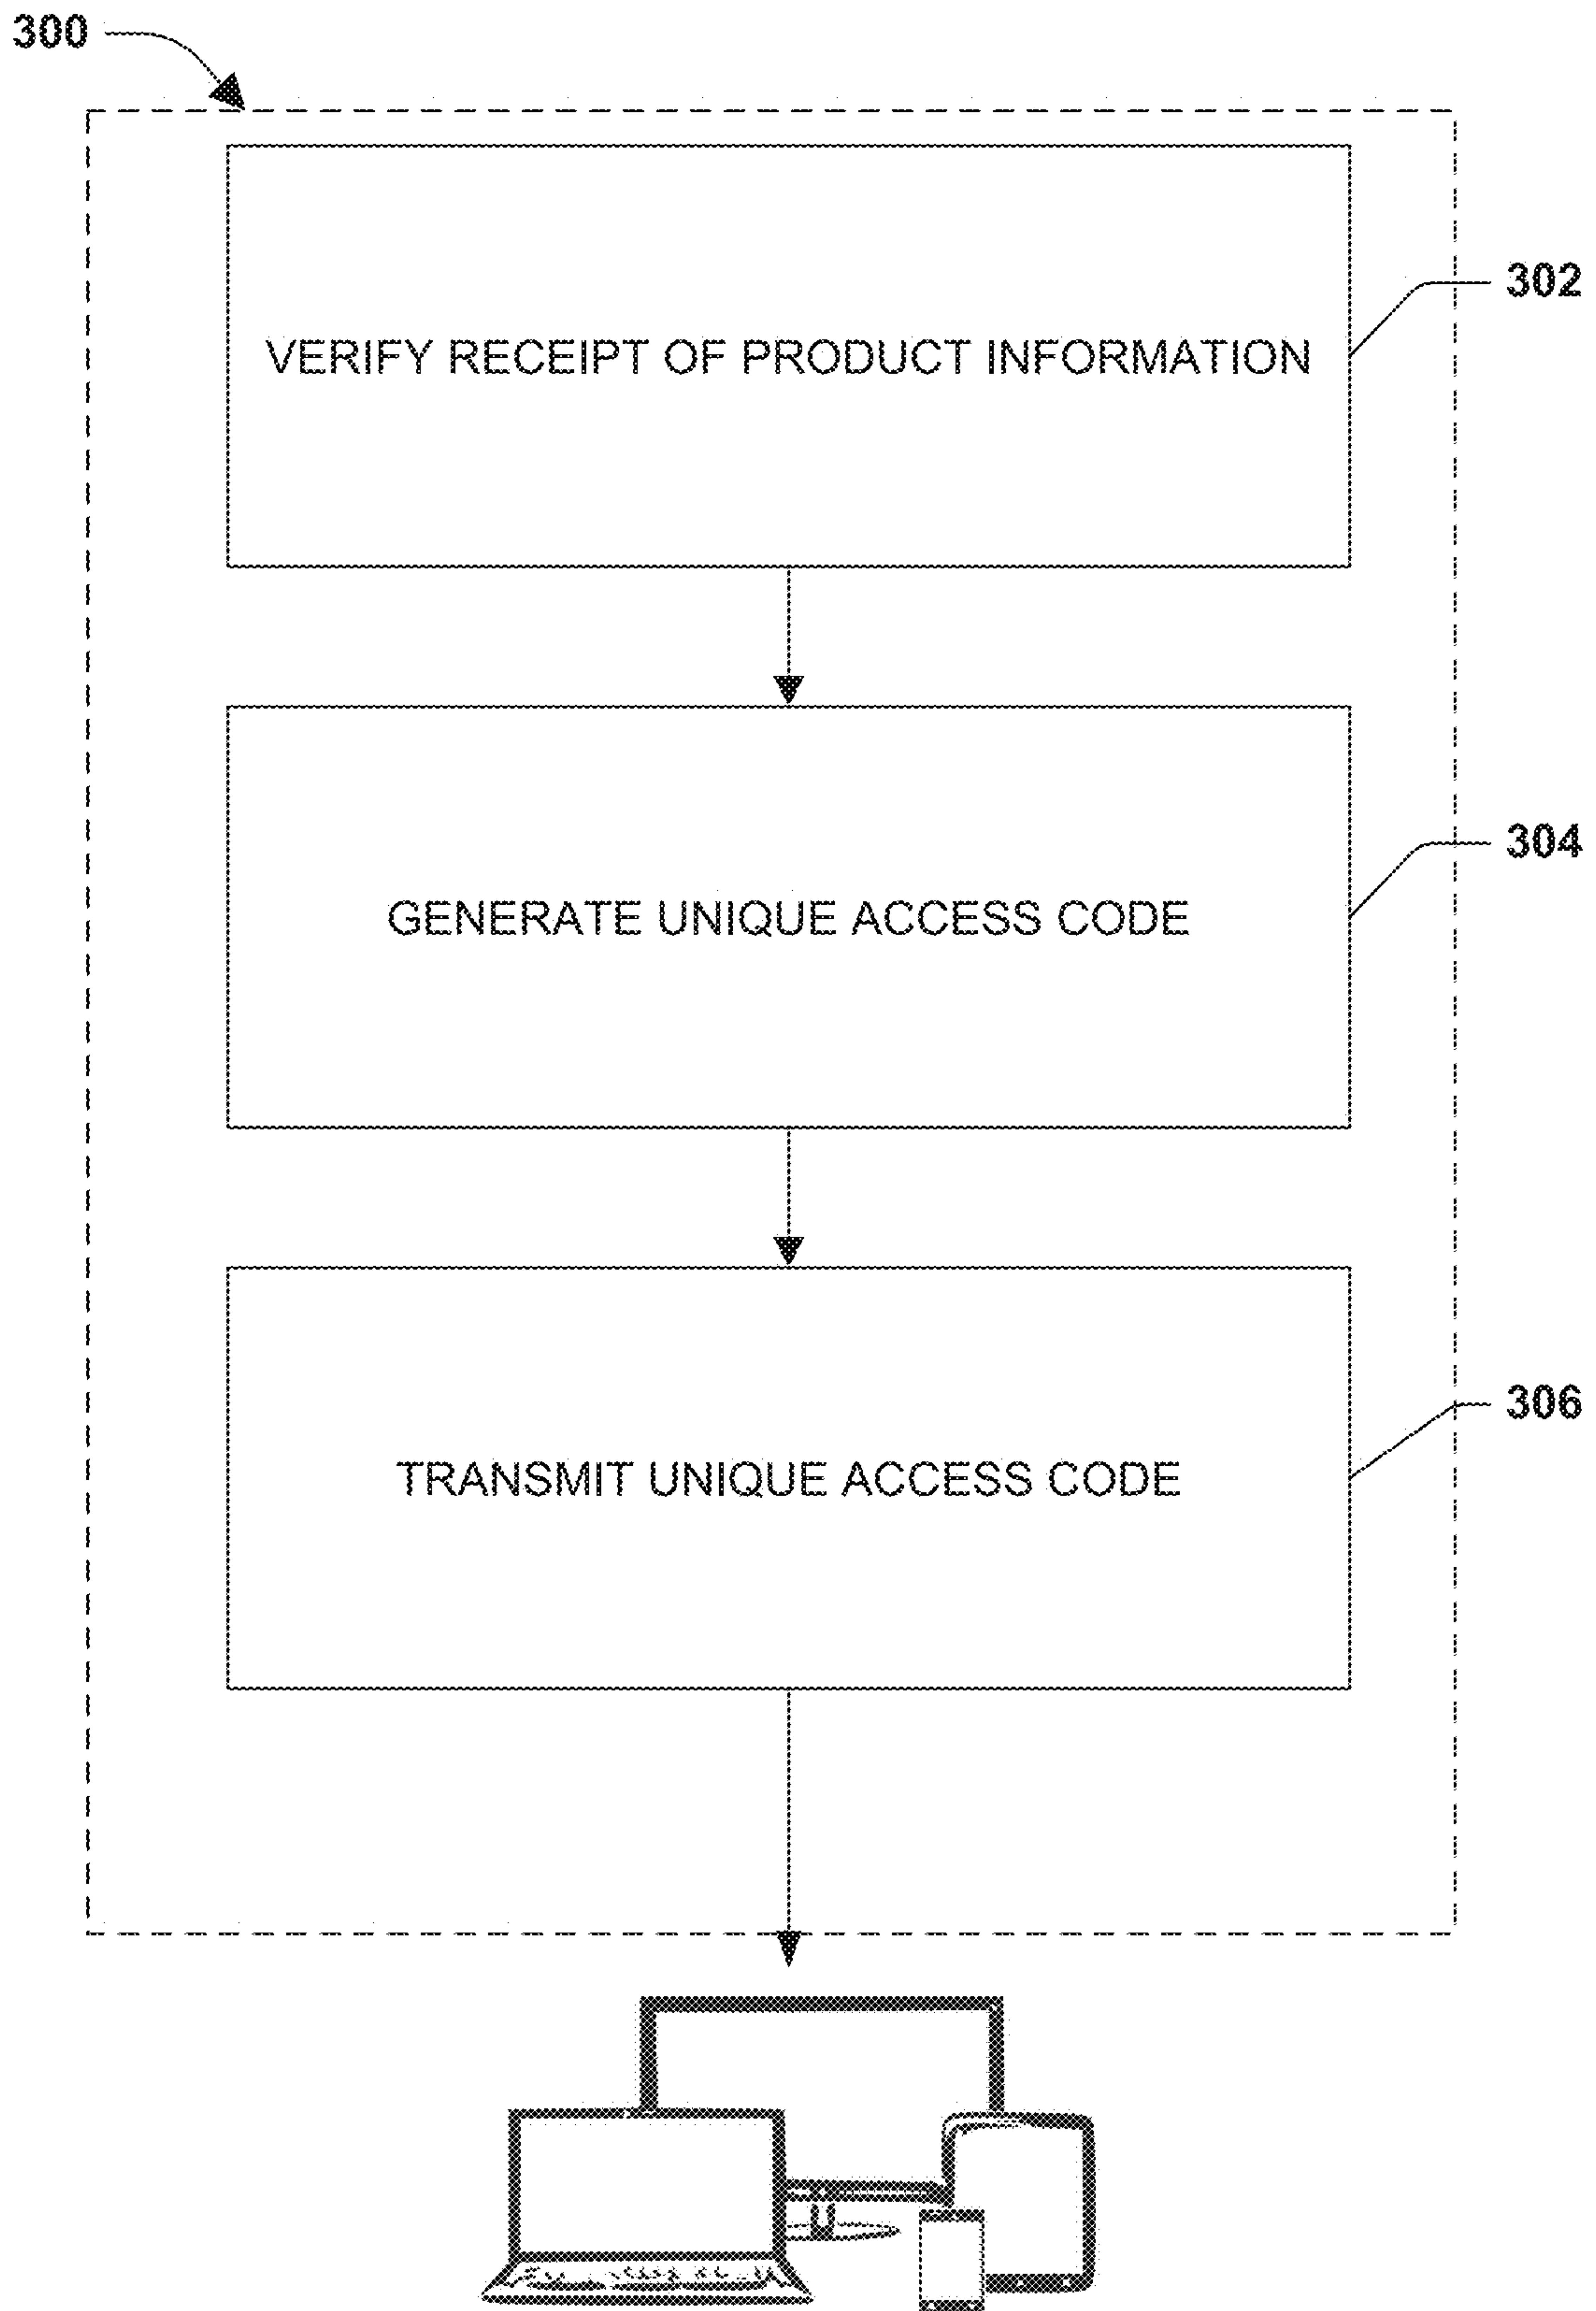 300
VERIFY RECEIPT OF PRODUCT INFORMATION
302
GENERATE UNIQUE ACCESS CODE
304
TRANSMIT UNIQUE ACCESS CODE
306